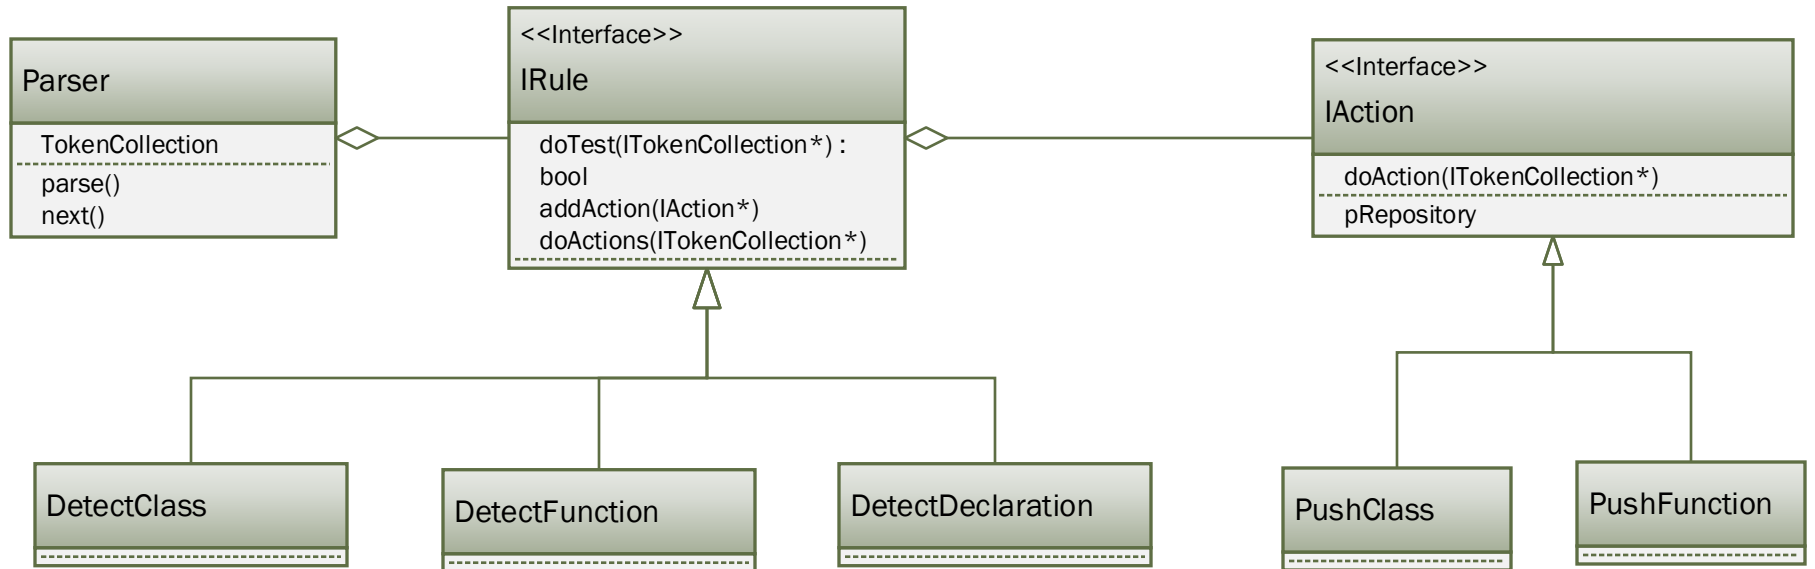 Parser
TokenCollection
parse()
next()
<<Interface>>
IRule
doTest(ITokenCollection*) :
bool
addAction(IAction*)
doActions(ITokenCollection*)
<<Interface>>
IAction
doAction(ITokenCollection*)
pRepository
DetectClass
DetectFunction
DetectDeclaration
PushClass
PushFunction